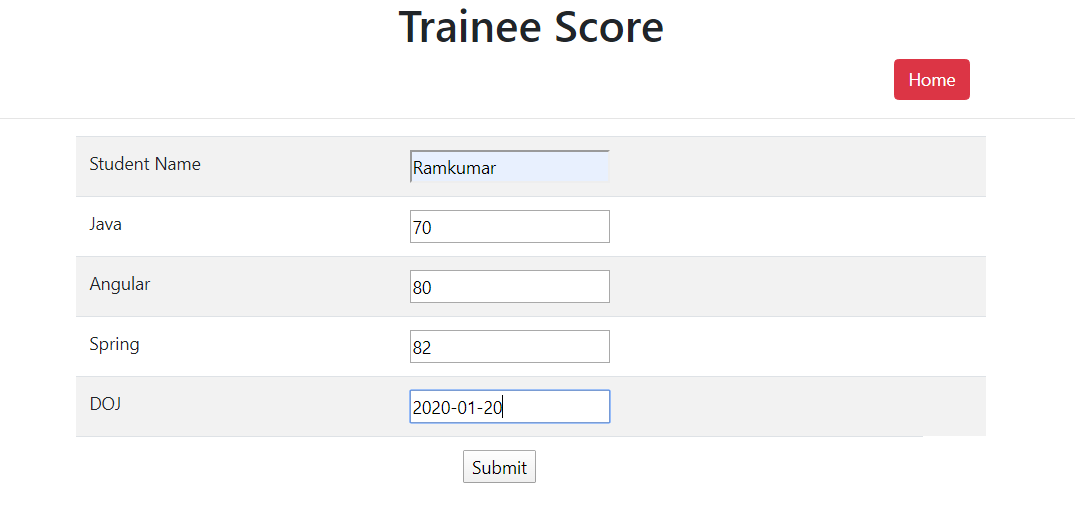 Trainee Score
Home
Student Name Ramkumar
Java 70
Angular 80
Spring 82
DOJ 2020-01-20
Submit